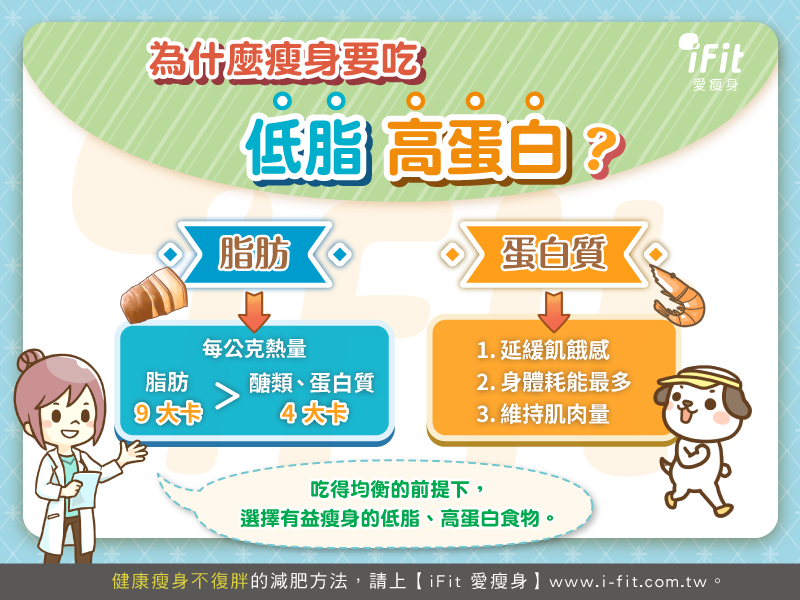 為什麼瘦身要吃
iFit
愛瘦身
低脂 高蛋白?
脂肪
蛋白質
每公克熱量
脂肪
9 大卡
>
醣類、蛋白質
4 大卡
1. 延緩飢餓感
2. 身體耗能最多
3. 維持肌肉量
吃得均衡的前提下，
選擇有益瘦身的低脂、高蛋白食物。
健康瘦身不復胖的減肥方法，請上【iFit 愛瘦身】www.i-fit.com.tw。